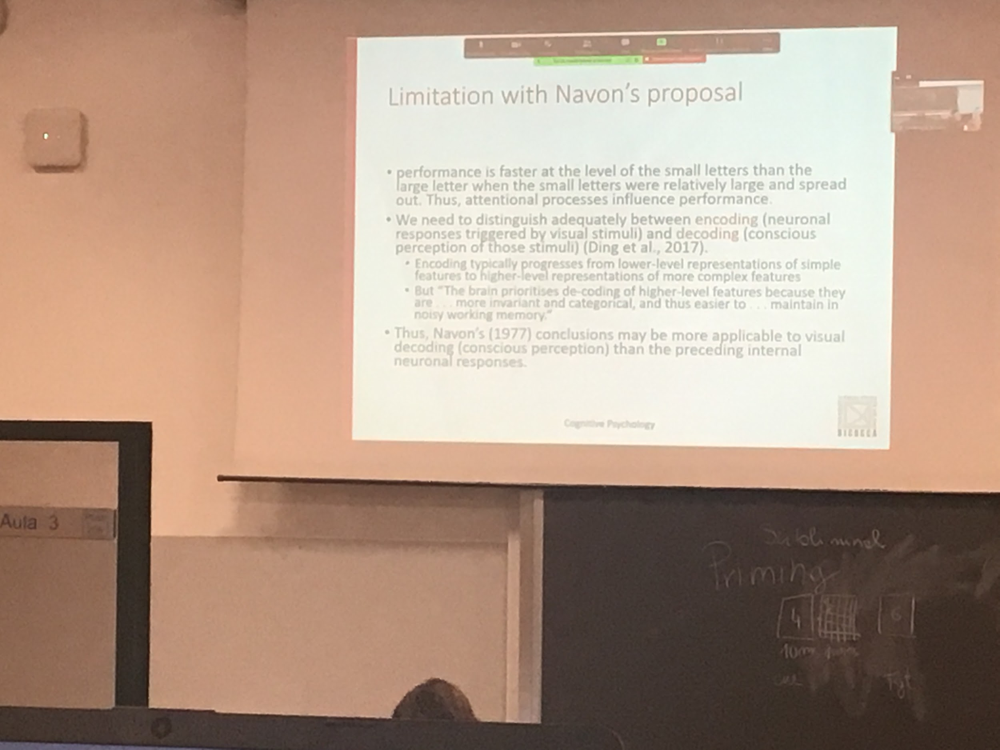 Limitation with Navon's proposal
• performance is faster at the level of the small letters than the
large letter when the small letters were relatively large and spread
out. Thus, attentional processes influence performance.
• We need to distinguish adequately between encoding (neuronal
responses triggered by visual stimuli) and decoding (conscious
perception of those stimuli) (Ding et al., 2017).
• Encoding typically progresses from lower-level representations of simple
features to higher-level representations of more complex features
• But "The brain prioritises de-coding of higher-level features because they
are . . . more invariant and categorical, and thus easier to . . . maintain in
noisy working memory."
• Thus, Navon's (1977) conclusions may be more applicable to visual
decoding (conscious perception) than the preceding internal
neuronal responses.
Cognitive Psychology
BICOCCA
Aula 3
Subliminal
Priming
4 6
Tgt